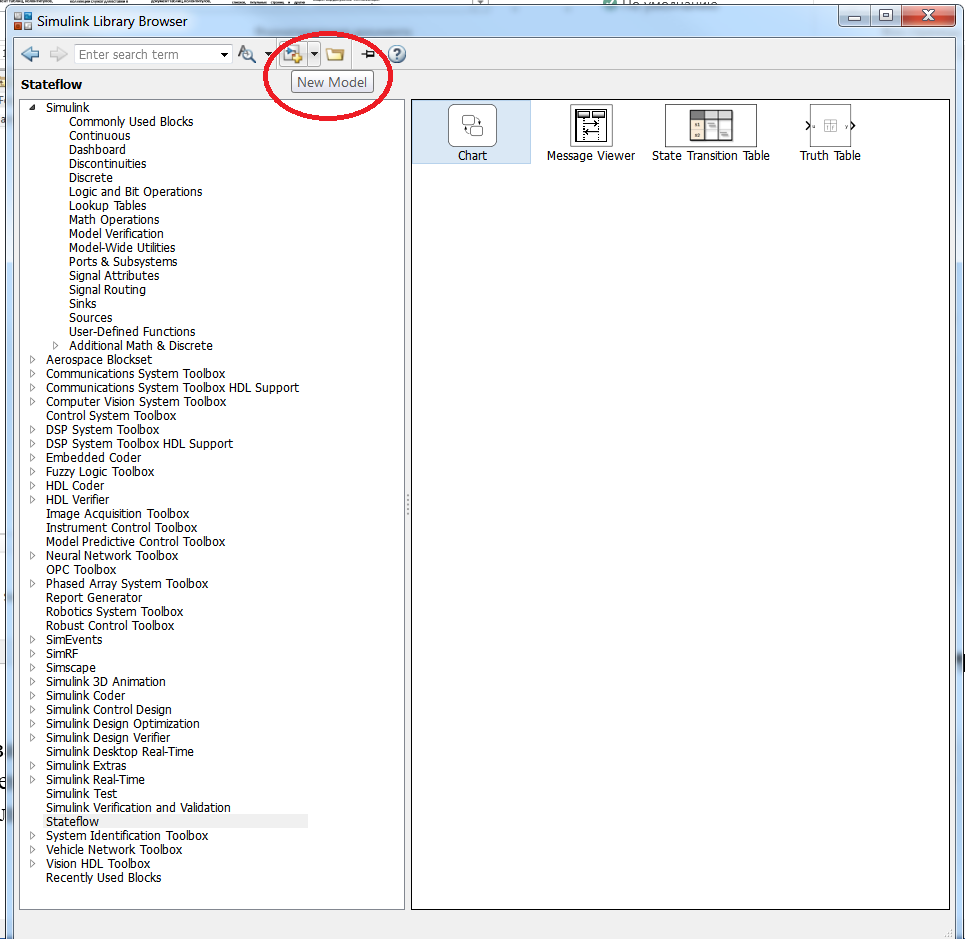 Simulink Library Browser
Enter search term
New Model
Stateflow
Simulink
Commonly Used Blocks
Continuous
Dashboard
Discontinuities
Discrete
Logic and Bit Operations
Lookup Tables
Math Operations
Model Verification
Model-Wide Utilities
Ports & Subsystems
Signal Attributes
Signal Routing
Sinks
Sources
User-Defined Functions
Additional Math & Discrete
Aerospace Blockset
Communications System Toolbox
Communications System Toolbox HDL Support
Computer Vision System Toolbox
Control System Toolbox
DSP System Toolbox
DSP System Toolbox HDL Support
Embedded Coder
Fuzzy Logic Toolbox
HDL Coder
HDL Verifier
Image Acquisition Toolbox
Instrument Control Toolbox
Model Predictive Control Toolbox
Neural Network Toolbox
OPC Toolbox
Phased Array System Toolbox
Report Generator
Robotics System Toolbox
Robust Control Toolbox
SimEvents
SimRF
Simscape
Simulink 3D Animation
Simulink Coder
Simulink Control Design
Simulink Design Optimization
Simulink Design Verifier
Simulink Desktop Real-Time
Simulink Extras
Simulink Real-Time
Simulink Test
Simulink Verification and Validation
Stateflow
System Identification Toolbox
Vehicle Network Toolbox
Vision HDL Toolbox
Recently Used Blocks
Chart
Message Viewer
State Transition Table
Truth Table